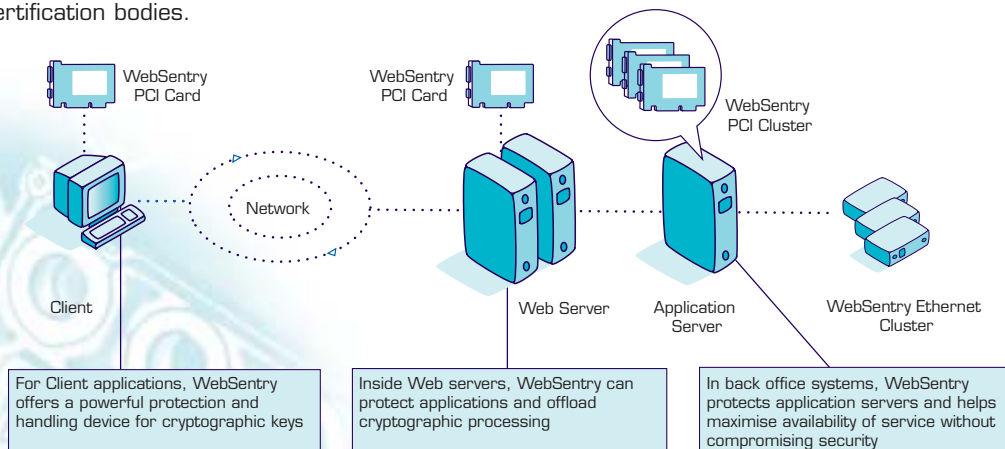 ertification bodies.
WebSentry
PCI Card
WebSentry
PCI Card
WebSentry
PCI Cluster
Network
Client
Web Server
Application
Server
WebSentry Ethernet
Cluster
For Client applications, WebSentry
offers a powerful protection and
handling device for cryptographic keys
Inside Web servers, WebSentry can
protect applications and offload
cryptographic processing
In back office systems, WebSentry
protects application servers and helps
maximise availability of service without
compromising security